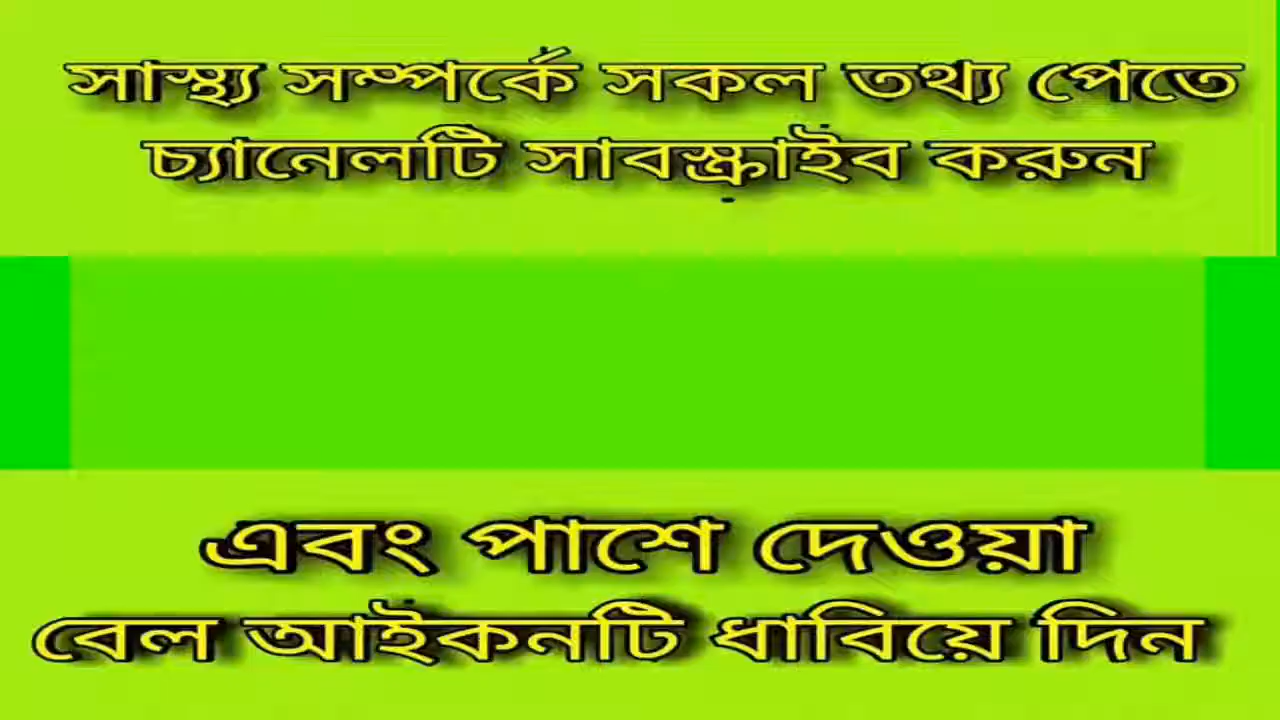 সাস্থ্য সম্পর্কে সকল তথ্য পেতে
চ্যানেলটি সাবস্ক্রাইব করুন
এবং পাশে দেওয়া
বেল আইকনটি ধাবিয়ে দিন